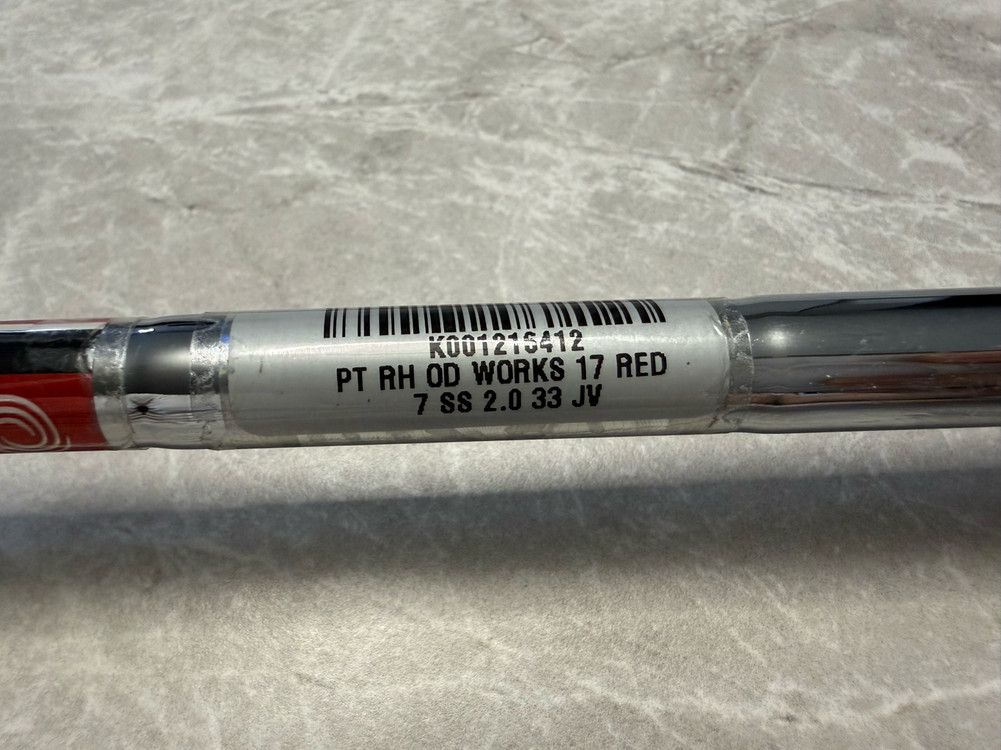 K001216412
PT RH OD WORKS 17 RED
7 SS 2.0 33 JV